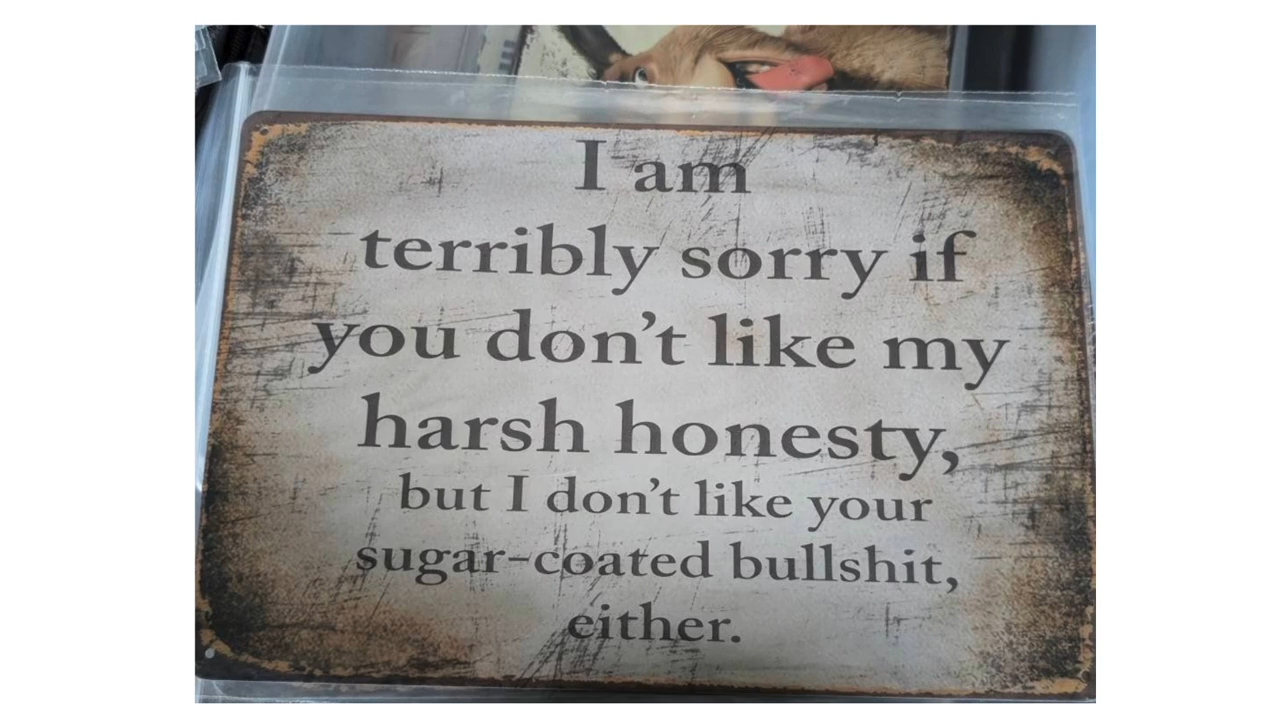 I am
terribly sorry if
you don’t like my
harsh honesty,
but I don’t like your
sugar-coated bullshit,
either.